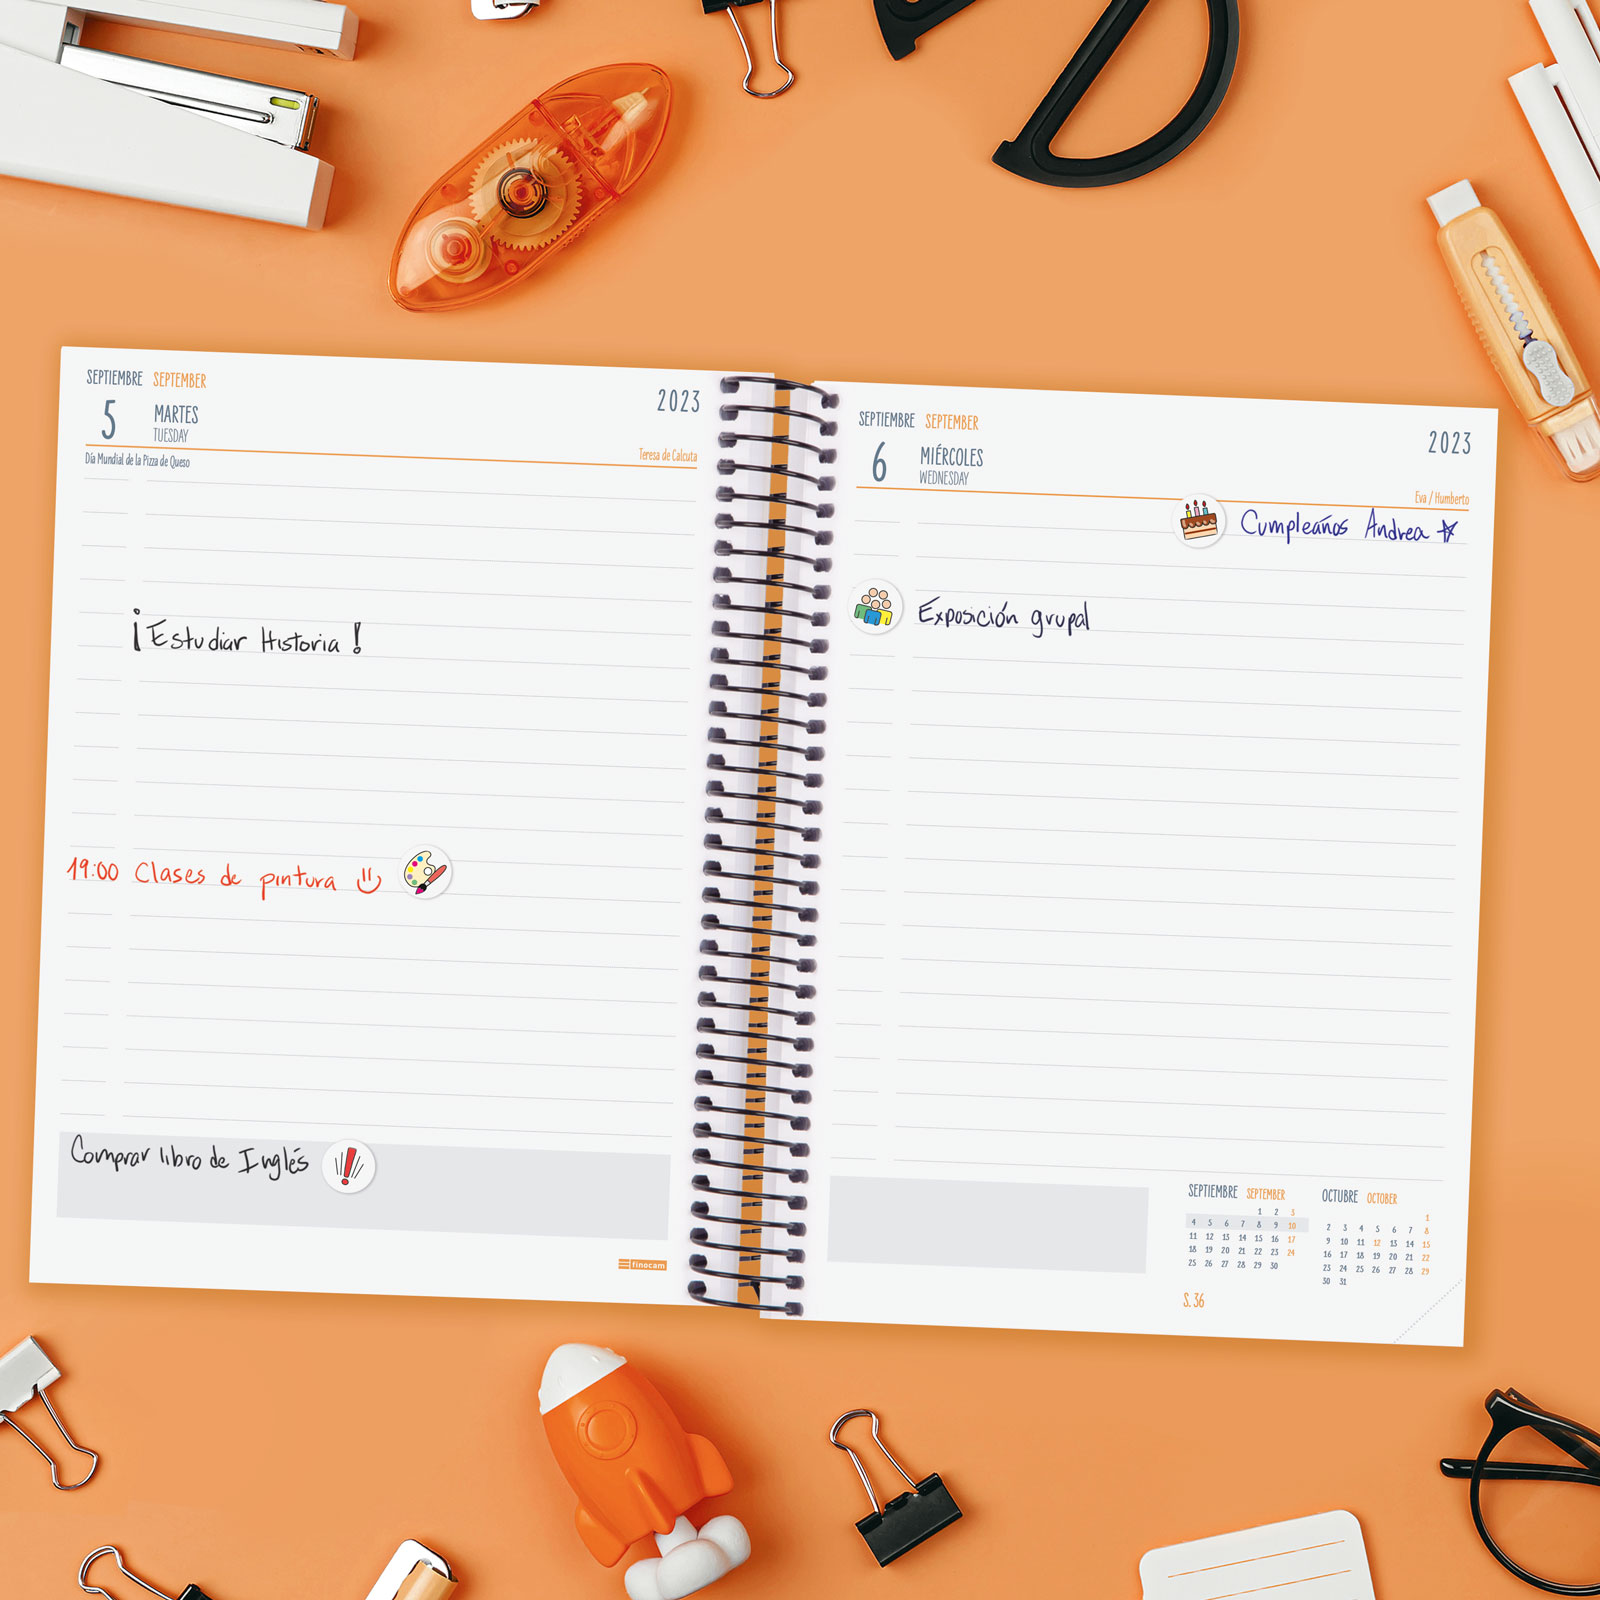 SEPTIEMBRE SEPTEMBER
5 MARTES 2023
TUESDAY
Día Mundial de la Pizza de Queso Teresa de Calcuta
¡Estudiar Historia!
19:00 Clases de pintura
Comprar libro de Inglés
finocam
SEPTIEMBRE SEPTEMBER
6 MIÉRCOLES 2023
WEDNESDAY
Eva / Humberto
Cumpleaños Andrea
Exposición grupal
SEPTIEMBRE SEPTEMBER
1 2 3
4 5 6 7 8 9 10
11 12 13 14 15 16 17
18 19 20 21 22 23 24
25 26 27 28 29 30
OCTUBRE OCTOBER
1
2 3 4 5 6 7 8
9 10 11 12 13 14 15
16 17 18 19 20 21 22
23 24 25 26 27 28 29
30 31
S. 36